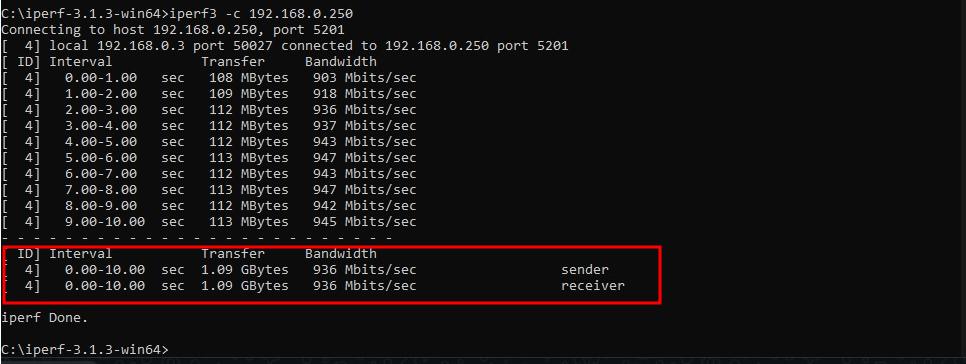 C:\iperf-3.1.3-win64>iperf3 -c 192.168.0.250
Connecting to host 192.168.0.250, port 5201
[  4] local 192.168.0.3 port 50027 connected to 192.168.0.250 port 5201
[ ID] Interval           Transfer     Bandwidth
[  4]   0.00-1.00   sec   108 MBytes   903 Mbits/sec
[  4]   1.00-2.00   sec   109 MBytes   918 Mbits/sec
[  4]   2.00-3.00   sec   112 MBytes   936 Mbits/sec
[  4]   3.00-4.00   sec   112 MBytes   937 Mbits/sec
[  4]   4.00-5.00   sec   112 MBytes   943 Mbits/sec
[  4]   5.00-6.00   sec   113 MBytes   947 Mbits/sec
[  4]   6.00-7.00   sec   112 MBytes   943 Mbits/sec
[  4]   7.00-8.00   sec   113 MBytes   947 Mbits/sec
[  4]   8.00-9.00   sec   112 MBytes   942 Mbits/sec
[  4]   9.00-10.00  sec   113 MBytes   945 Mbits/sec
- - - - - - - - - - - - - - - - - - - - - - - - -
[ ID] Interval           Transfer     Bandwidth
[  4]   0.00-10.00  sec  1.09 GBytes   936 Mbits/sec                  sender
[  4]   0.00-10.00  sec  1.09 GBytes   936 Mbits/sec                  receiver
iperf Done.
C:\iperf-3.1.3-win64>